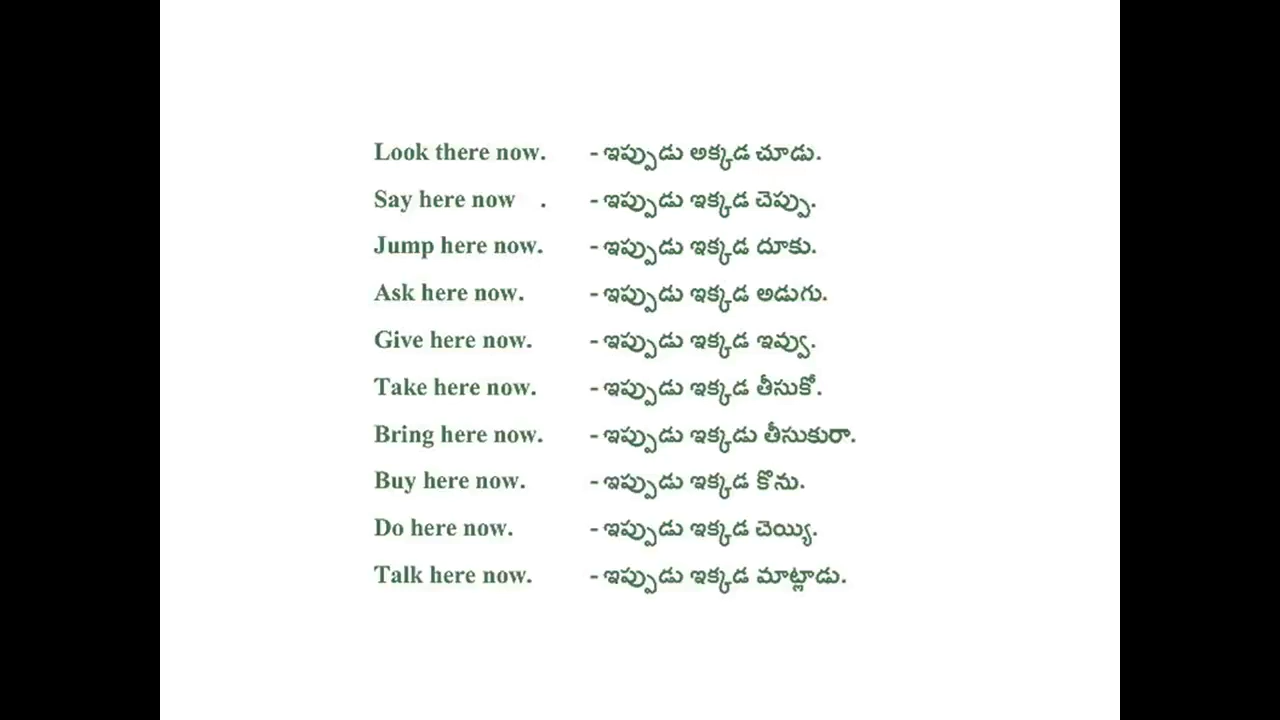 Look there now. - ఇప్పుడు అక్కడ చూడు.
Say here now . - ఇప్పుడు ఇక్కడ చెప్పు.
Jump here now. - ఇప్పుడు ఇక్కడ దూకు.
Ask here now. - ఇప్పుడు ఇక్కడ అడుగు.
Give here now. - ఇప్పుడు ఇక్కడ ఇవ్వు.
Take here now. - ఇప్పుడు ఇక్కడ తీసుకో.
Bring here now. - ఇప్పుడు ఇక్కడు తీసుకురా.
Buy here now. - ఇప్పుడు ఇక్కడ కొను.
Do here now. - ఇప్పుడు ఇక్కడ చెయ్యి.
Talk here now. - ఇప్పుడు ఇక్కడ మాట్లాడు.